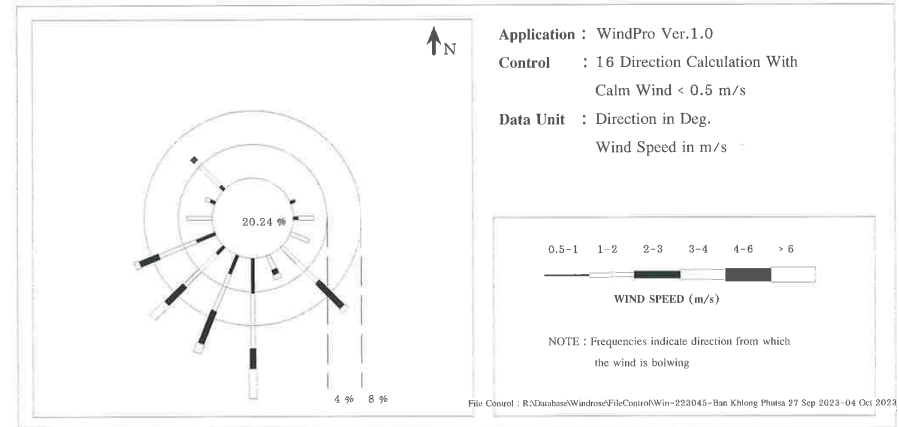 N
Application : WindPro Ver.1.0
Control : 16 Direction Calculation With
Calm Wind < 0.5 m/s
Data Unit : Direction in Deg.
Wind Speed in m/s
20.24 %
4 % 8 %
0.5-1 1-2 2-3 3-4 4-6 >6
WIND SPEED (m/s)
NOTE : Frequencies indicate direction from which
the wind is bolwing
File Control : R:\Database\Windrose\FileControl\Win-223045-Ban Khlong Phutsa 27 Sep 2023-04 Oct 2023